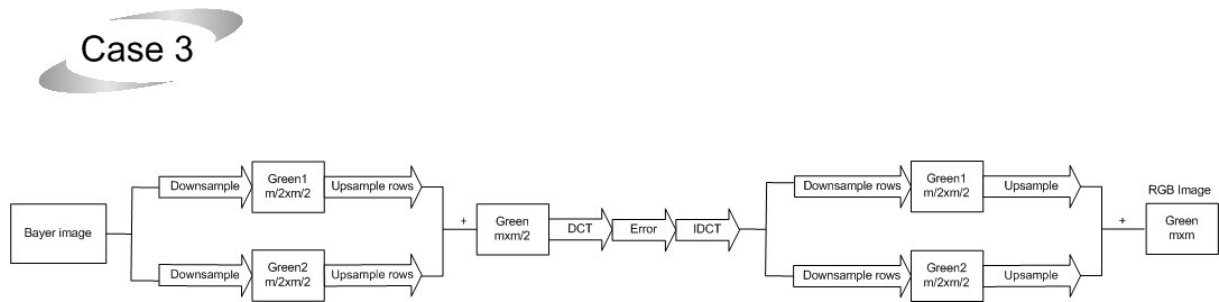 Case 3
Bayer image
Downsample
Green1
m/2xm/2
Upsample rows
Downsample
Green2
m/2xm/2
Upsample rows
+
Green
mxm/2
DCT
Error
IDCT
Downsample rows
Green1
m/2xm/2
Upsample
Downsample rows
Green2
m/2xm/2
Upsample
+
RGB Image
Green
mxm